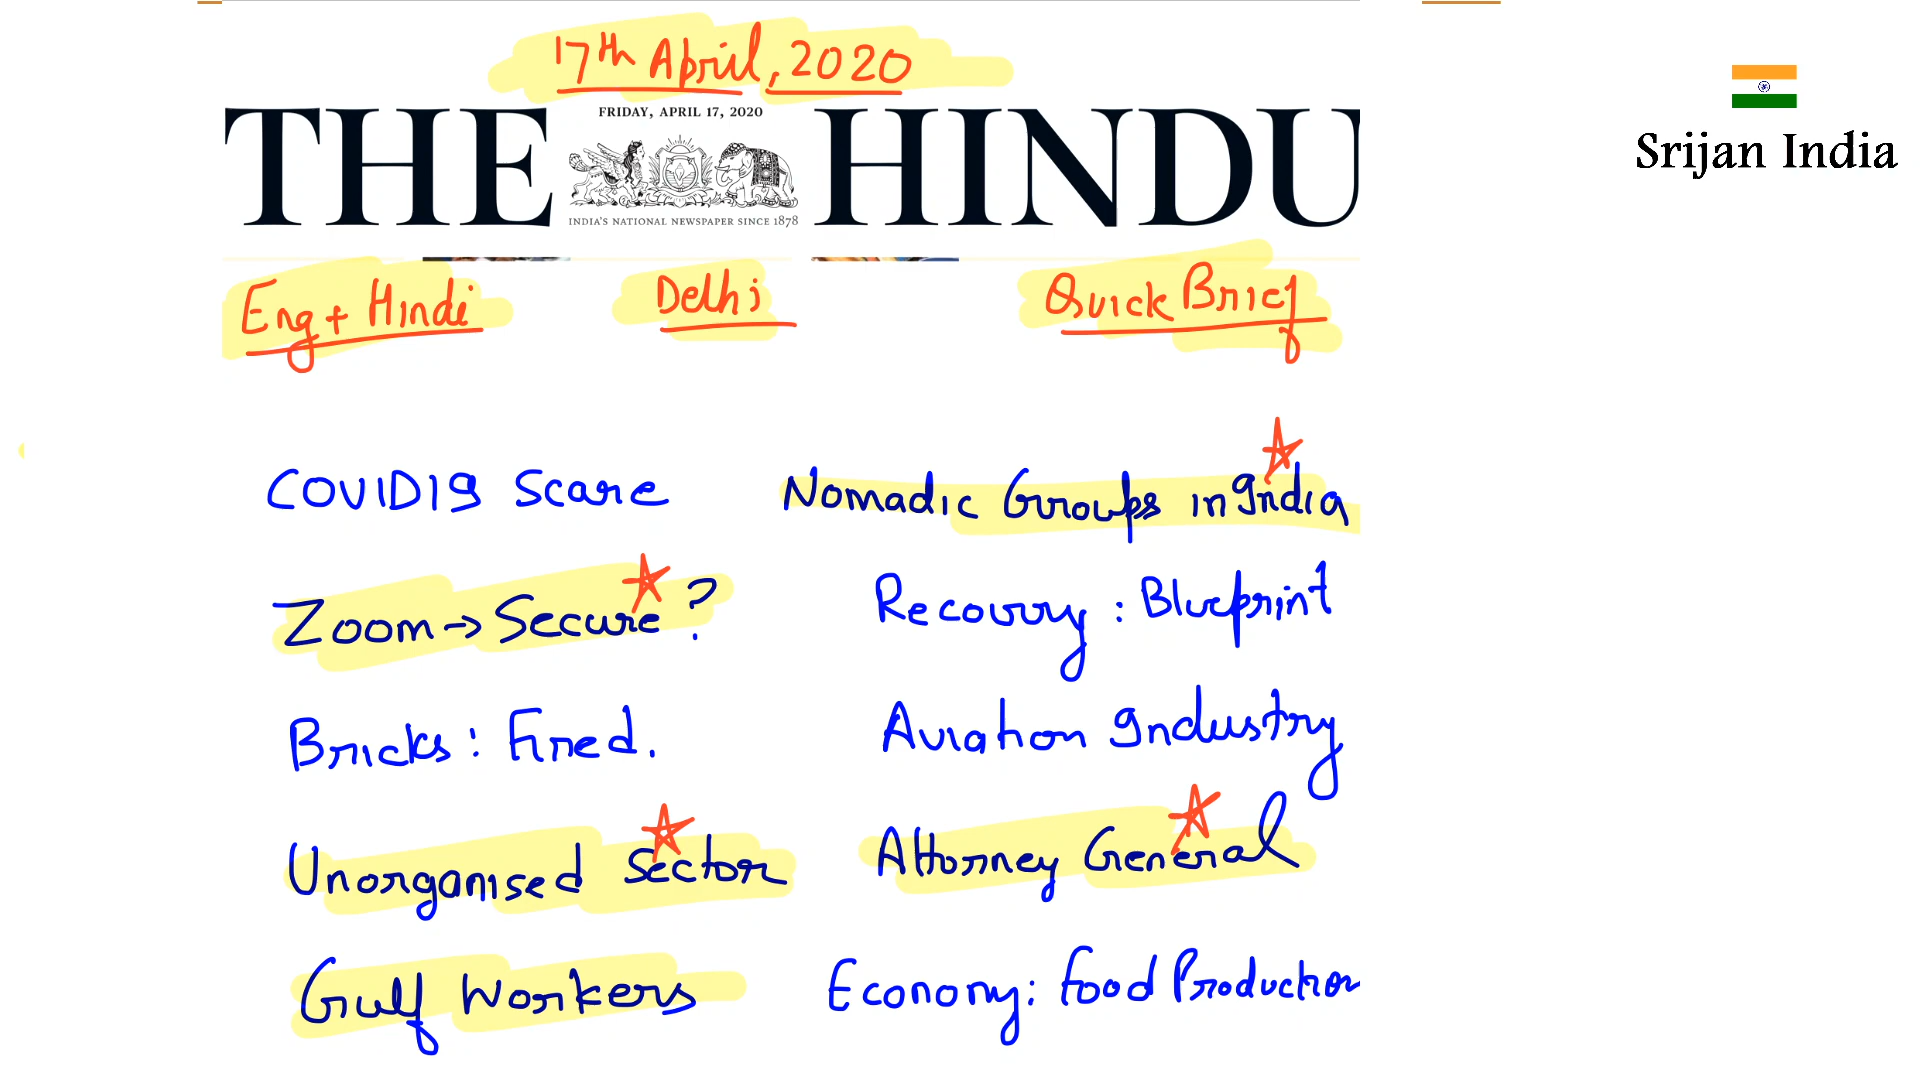 17th April, 2020
FRIDAY, APRIL 17, 2020
THE HINDU
INDIA'S NATIONAL NEWSPAPER SINCE 1878
Srijan India
Eng + Hindi Delhi Quick Brief
COVID19 Scare
Nomadic Groups in India
Zoom → Secure ?
Recovery : Blueprint
Bricks : Fired.
Aviation Industry
Unorganised Sector
Attorney General
Gulf Workers
Economy : Food Production